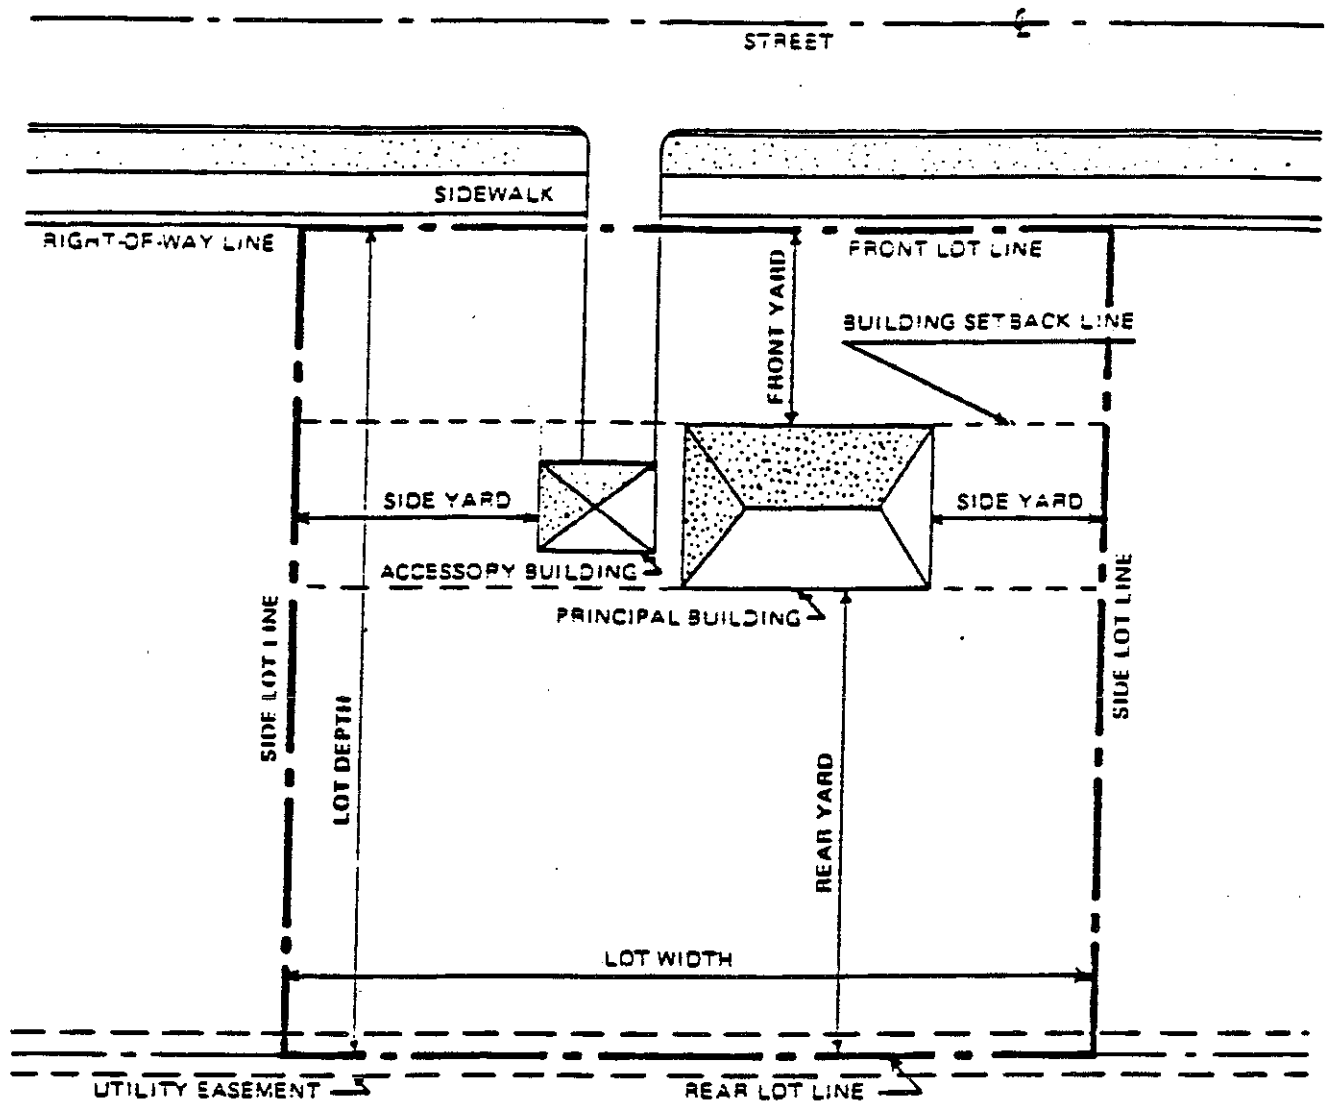 STREET
SIDEWALK
RIGHT-OF-WAY LINE
FRONT LOT LINE
FRONT YARD
BUILDING SETBACK LINE
SIDE YARD
SIDE YARD
ACCESSORY BUILDING
PRINCIPAL BUILDING
SIDE LOT LINE
SIDE LOT LINE
LOT DEPTH
REAR YARD
LOT WIDTH
UTILITY EASEMENT
REAR LOT LINE